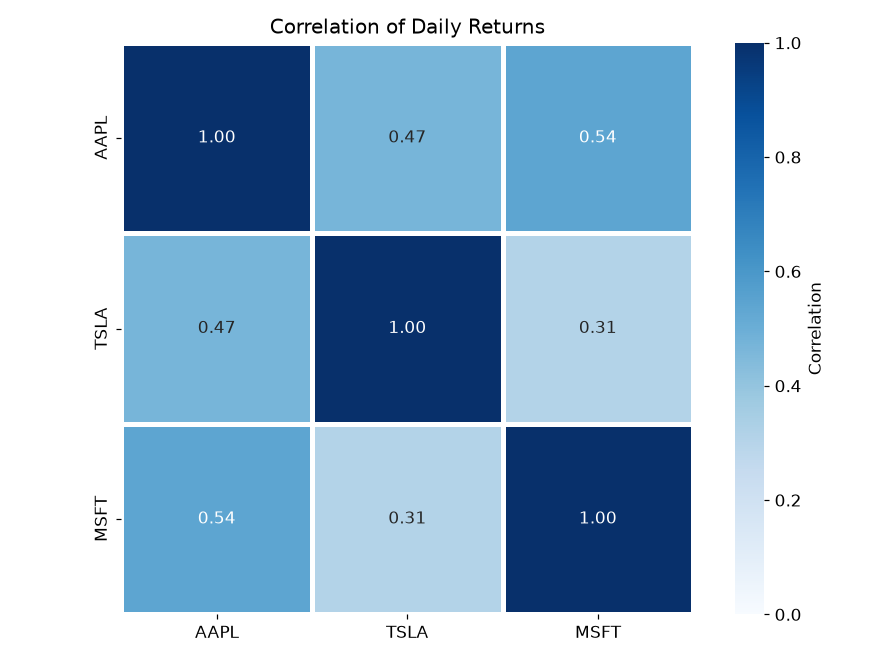 Correlation of Daily Returns
AAPL
1.00
0.47
0.54
TSLA
0.47
1.00
0.31
MSFT
0.54
0.31
1.00
AAPL
TSLA
MSFT
1.0
0.8
0.6
0.4
0.2
0.0
Correlation